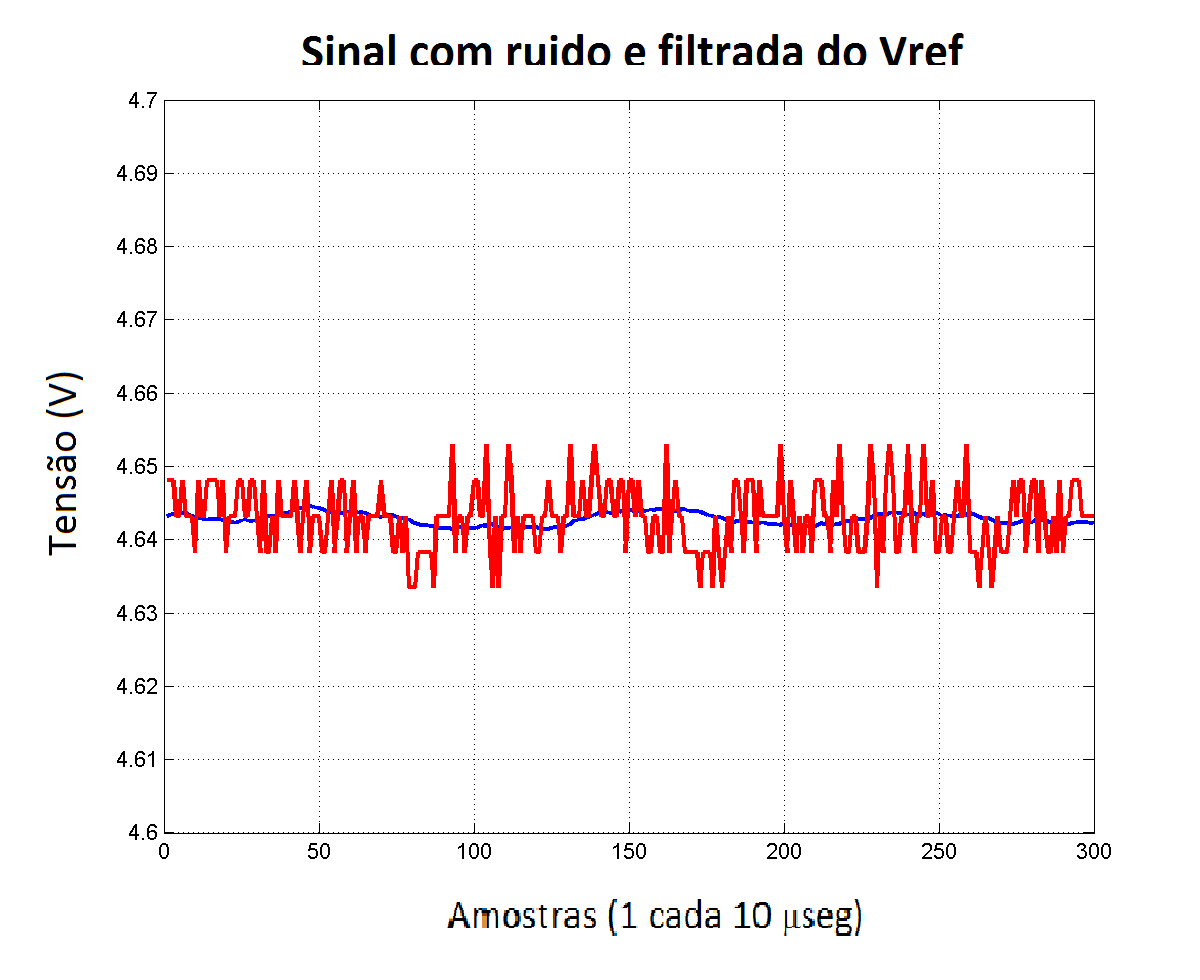 Sinal com ruido e filtrada do Vref
4.7
4.69
4.68
4.67
4.66
4.65
4.64
4.63
4.62
4.61
4.6
Tensão (V)
0 50 100 150 200 250 300
Amostras (1 cada 10 μseg)